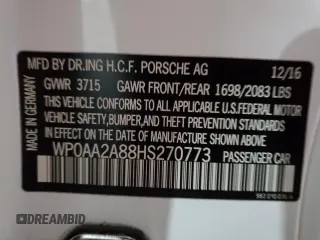 MFD BY DR.ING H.C.F. PORSCHE AG 12/16
GVWR 3715 GAWR FRONT/REAR 1698/2083 LBS
THIS VEHICLE CONFORMS TO ALL APPLICABLE U.S. FEDERAL MOTOR
VEHICLE SAFETY, BUMPER, AND THEFT PREVENTION STANDARDS
IN EFFECT ON THE DATE OF MANUFACTURE SHOWN ABOVE
WP0AA2A88HS270773 PASSENGER CAR
MADE IN GERMANY
DREAMBID